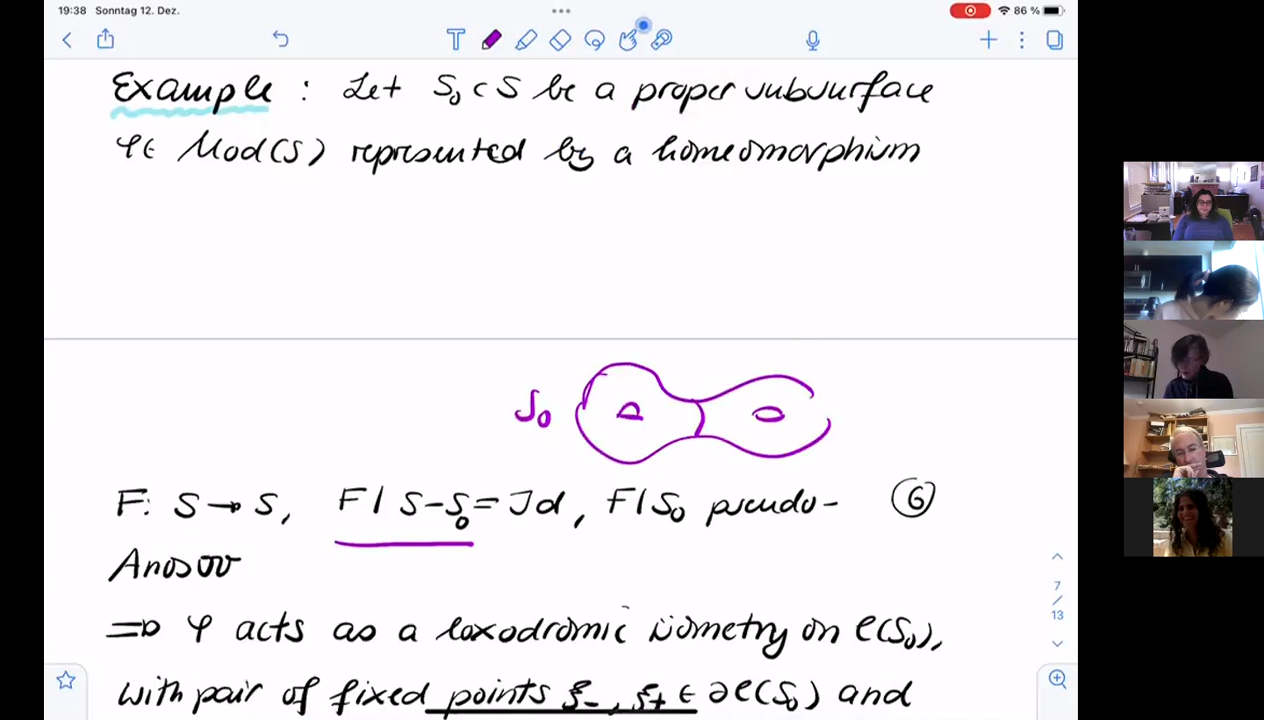 19:38 Sonntag 12. Dez.
86 %
Example : Let S₀ ⊂ S be a proper subsurface
φ ∈ Mod(S) represented by a homeomorphism
S₀
F: S → S, F | S - S₀ = Id, F | S₀ pseudo- ⑥
Anosov
⇒ φ acts as a loxodromic isometry on C(S₀),
with pair of fixed points ξ₋, ξ₊ ∈ ∂C(S₀) and
7
/
13